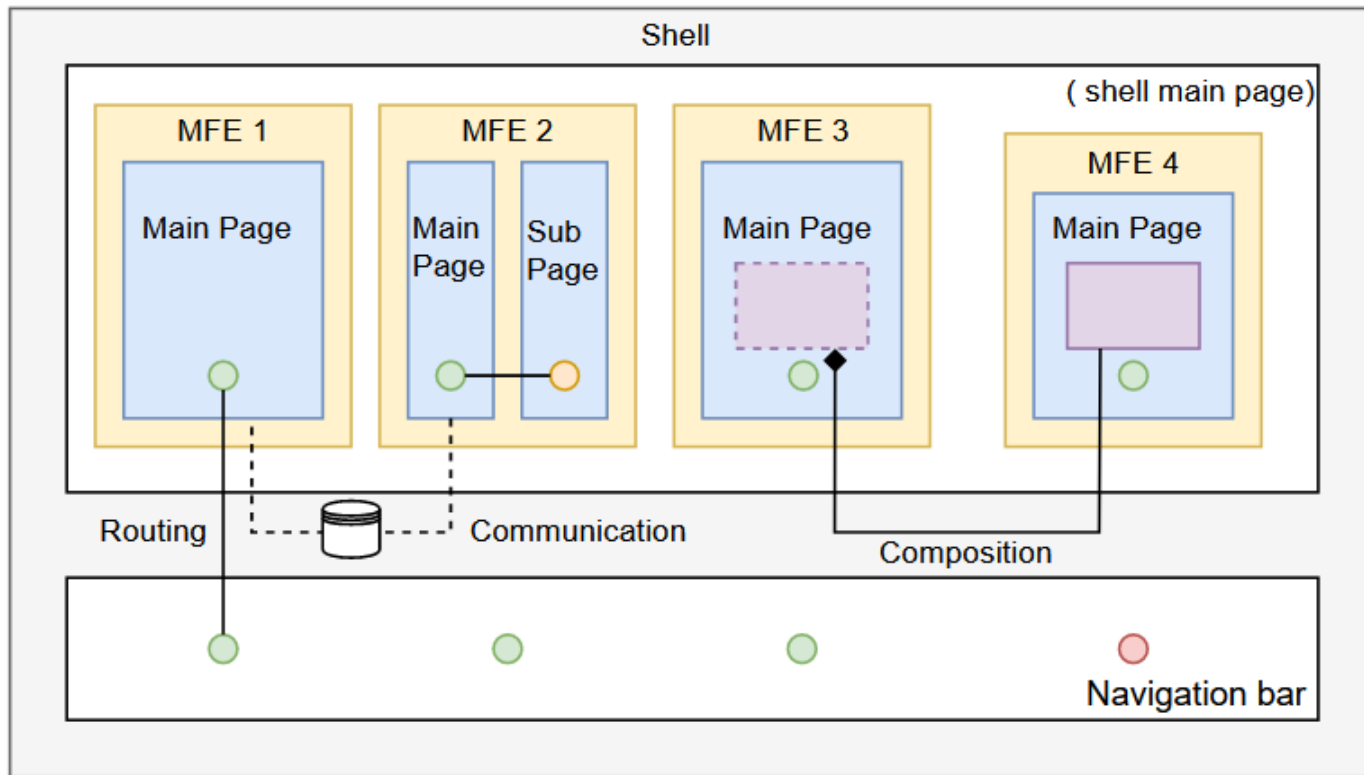 Shell
( shell main page)
MFE 1
MFE 2
MFE 3
MFE 4
Main Page
Main
Page
Sub
Page
Main Page
Main Page
Routing
Communication
Composition
Navigation bar